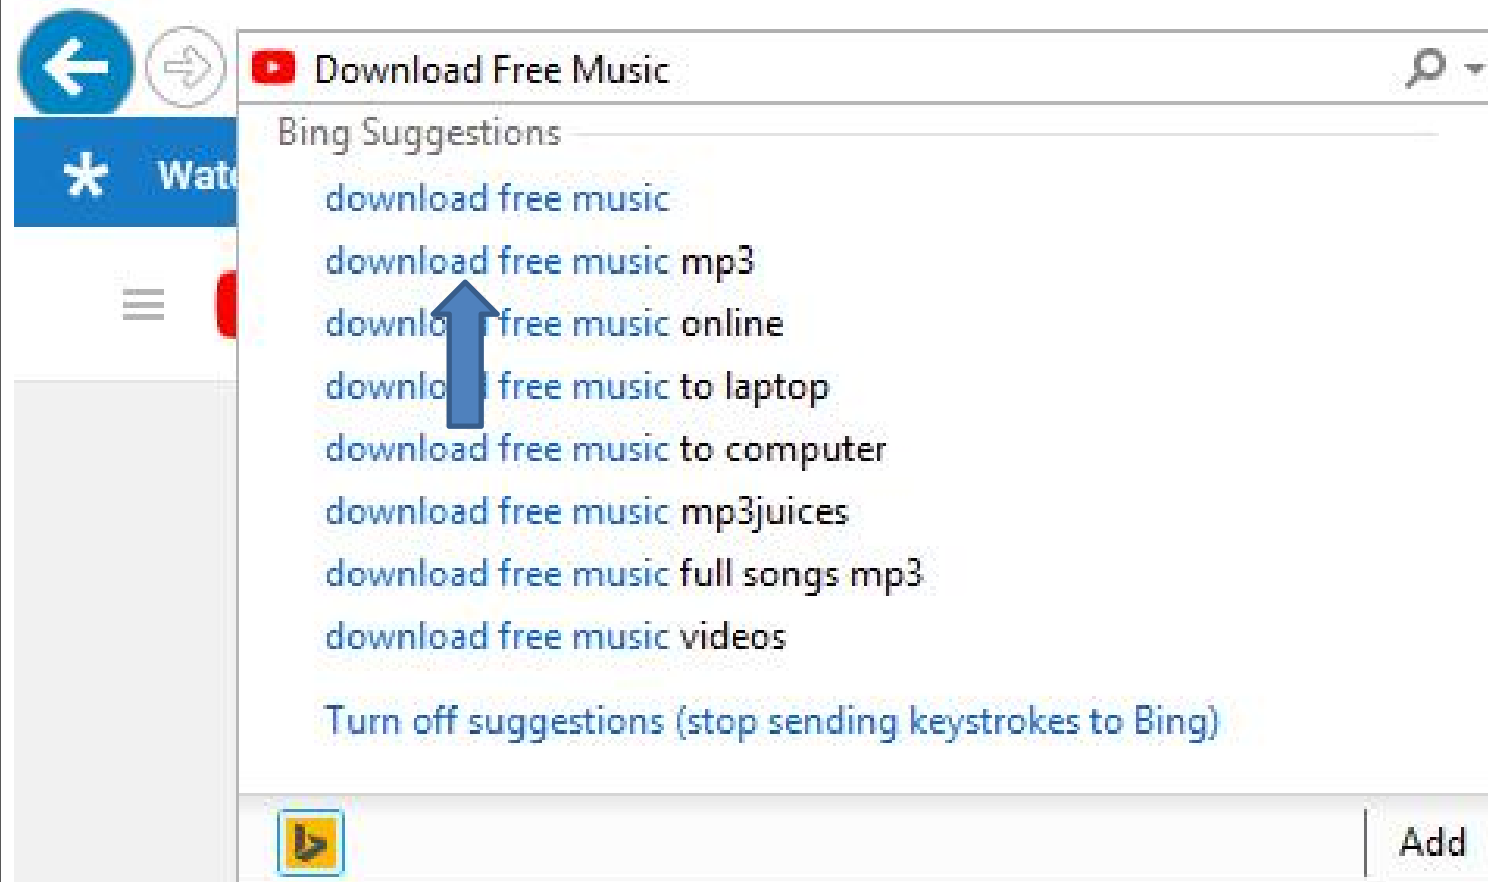 Download Free Music
Bing Suggestions
download free music
download free music mp3
download free music online
download free music to laptop
download free music to computer
download free music mp3juices
download free music full songs mp3
download free music videos
Turn off suggestions (stop sending keystrokes to Bing)
Add